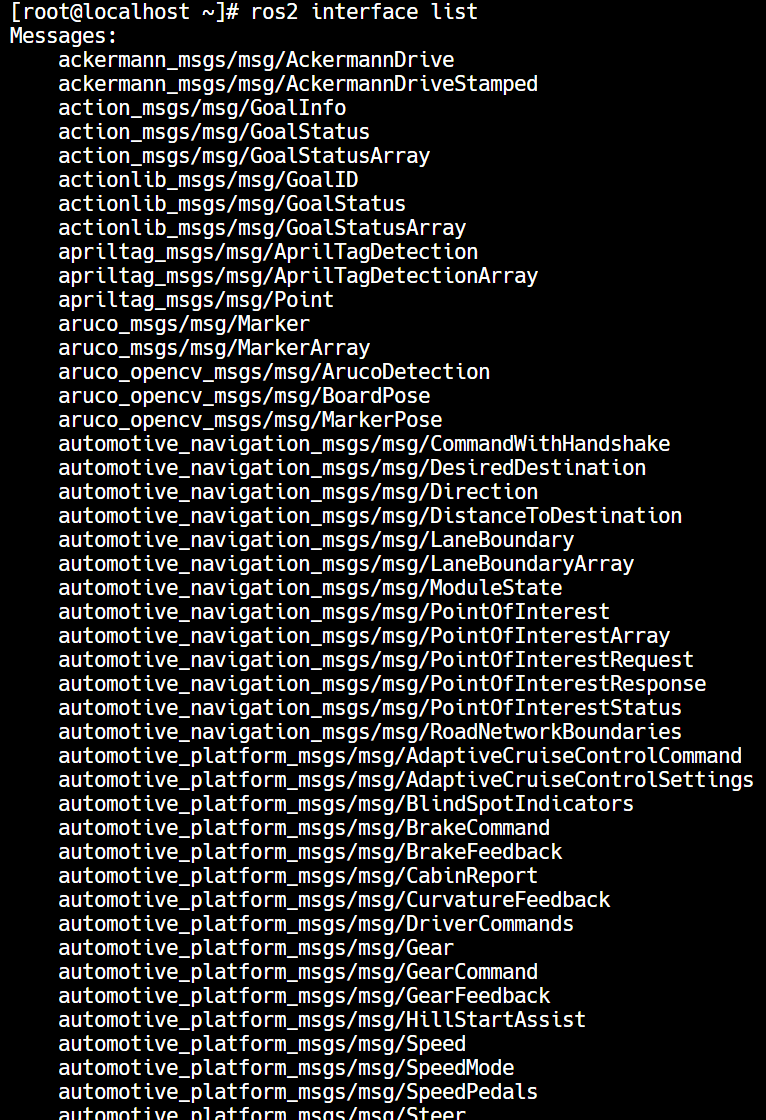 [root@localhost ~]# ros2 interface list
Messages:
    ackermann_msgs/msg/AckermannDrive
    ackermann_msgs/msg/AckermannDriveStamped
    action_msgs/msg/GoalInfo
    action_msgs/msg/GoalStatus
    action_msgs/msg/GoalStatusArray
    actionlib_msgs/msg/GoalID
    actionlib_msgs/msg/GoalStatus
    actionlib_msgs/msg/GoalStatusArray
    apriltag_msgs/msg/AprilTagDetection
    apriltag_msgs/msg/AprilTagDetectionArray
    apriltag_msgs/msg/Point
    aruco_msgs/msg/Marker
    aruco_msgs/msg/MarkerArray
    aruco_opencv_msgs/msg/ArucoDetection
    aruco_opencv_msgs/msg/BoardPose
    aruco_opencv_msgs/msg/MarkerPose
    automotive_navigation_msgs/msg/CommandWithHandshake
    automotive_navigation_msgs/msg/DesiredDestination
    automotive_navigation_msgs/msg/Direction
    automotive_navigation_msgs/msg/DistanceToDestination
    automotive_navigation_msgs/msg/LaneBoundary
    automotive_navigation_msgs/msg/LaneBoundaryArray
    automotive_navigation_msgs/msg/ModuleState
    automotive_navigation_msgs/msg/PointOfInterest
    automotive_navigation_msgs/msg/PointOfInterestArray
    automotive_navigation_msgs/msg/PointOfInterestRequest
    automotive_navigation_msgs/msg/PointOfInterestResponse
    automotive_navigation_msgs/msg/PointOfInterestStatus
    automotive_navigation_msgs/msg/RoadNetworkBoundaries
    automotive_platform_msgs/msg/AdaptiveCruiseControlCommand
    automotive_platform_msgs/msg/AdaptiveCruiseControlSettings
    automotive_platform_msgs/msg/BlindSpotIndicators
    automotive_platform_msgs/msg/BrakeCommand
    automotive_platform_msgs/msg/BrakeFeedback
    automotive_platform_msgs/msg/CabinReport
    automotive_platform_msgs/msg/CurvatureFeedback
    automotive_platform_msgs/msg/DriverCommands
    automotive_platform_msgs/msg/Gear
    automotive_platform_msgs/msg/GearCommand
    automotive_platform_msgs/msg/GearFeedback
    automotive_platform_msgs/msg/HillStartAssist
    automotive_platform_msgs/msg/Speed
    automotive_platform_msgs/msg/SpeedMode
    automotive_platform_msgs/msg/SpeedPedals
    automotive_platform_msgs/msg/Steer